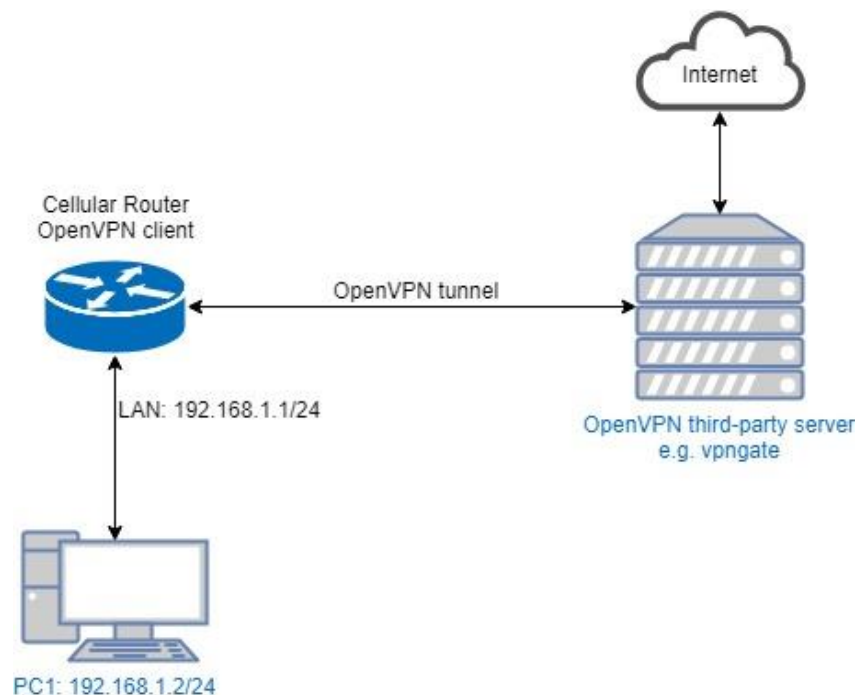 Internet
Cellular Router
OpenVPN client
OpenVPN tunnel
LAN: 192.168.1.1/24
OpenVPN third-party server
e.g. vpngate
PC1: 192.168.1.2/24